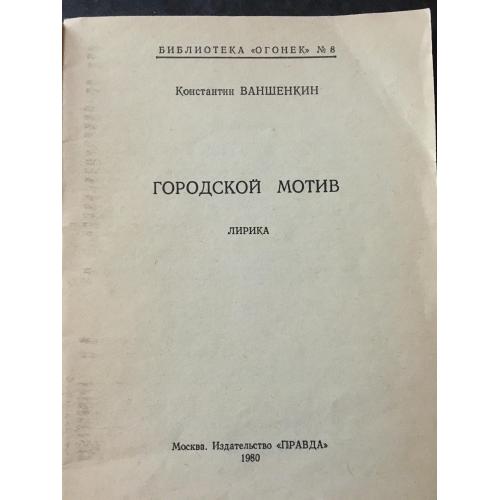 БИБЛИОТЕКА «ОГОНЕК» № 8
Константин ВАНШЕНКИН
ГОРОДСКОЙ МОТИВ
ЛИРИКА
Москва. Издательство «ПРАВДА»
1980